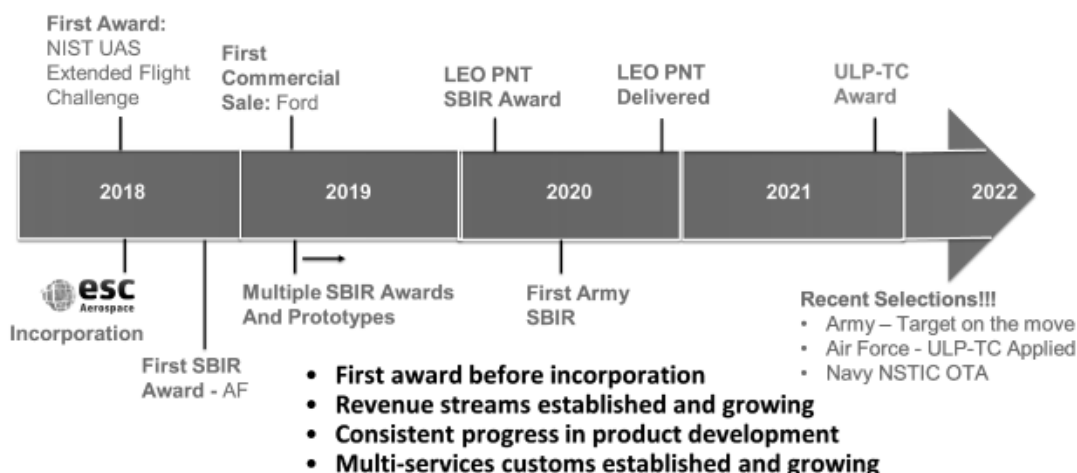 First Award:
NIST UAS
Extended Flight
Challenge
First
Commercial
Sale: Ford
LEO PNT
SBIR Award
LEO PNT
Delivered
ULP-TC
Award
2018
2019
2020
2021
2022
esc
Aerospace
Incorporation
First SBIR
Award - AF
Multiple SBIR Awards
And Prototypes
First Army
SBIR
Recent Selections!!!
• Army – Target on the move
• Air Force - ULP-TC Applied
• Navy NSTIC OTA
• First award before incorporation
• Revenue streams established and growing
• Consistent progress in product development
• Multi-services customs established and growing